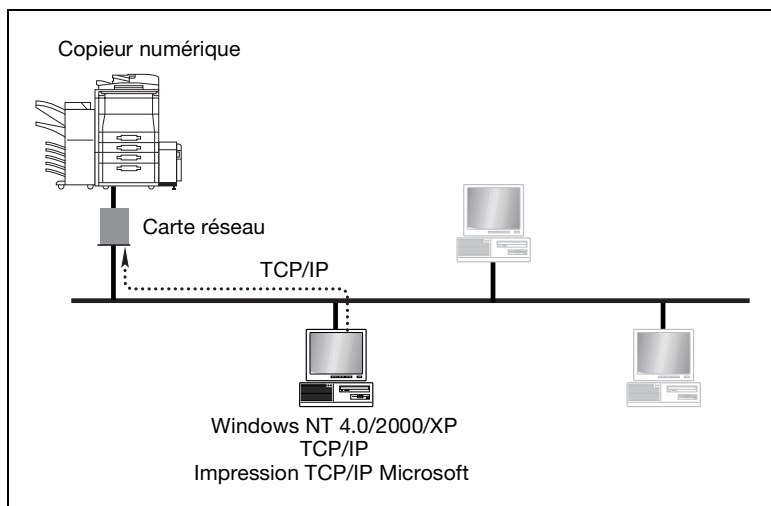 Copieur numérique
Carte réseau
TCP/IP
Windows NT 4.0/2000/XP
TCP/IP
Impression TCP/IP Microsoft